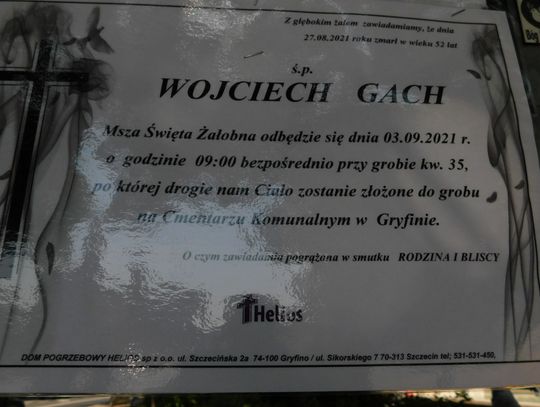 Z głębokim żalem zawiadamiamy, że dnia
27.08.2021 roku zmarł w wieku 52 lat
ś.p.
WOJCIECH GACH
Msza Święta Żałobna odbędzie się dnia 03.09.2021 r.
o godzinie 09:00 bezpośrednio przy grobie kw. 35,
po której drogie nam Ciało zostanie złożone do grobu
na Cmentarzu Komunalnym w Gryfinie.
O czym zawiadamia pogrążona w smutku RODZINA I BLISCY
Helios
DOM POGRZEBOWY HELIOS sp z o.o. ul. Szczecińska 2a 74-100 Gryfino / ul. Sikorskiego 7 70-313 Szczecin tel; 531-531-450,